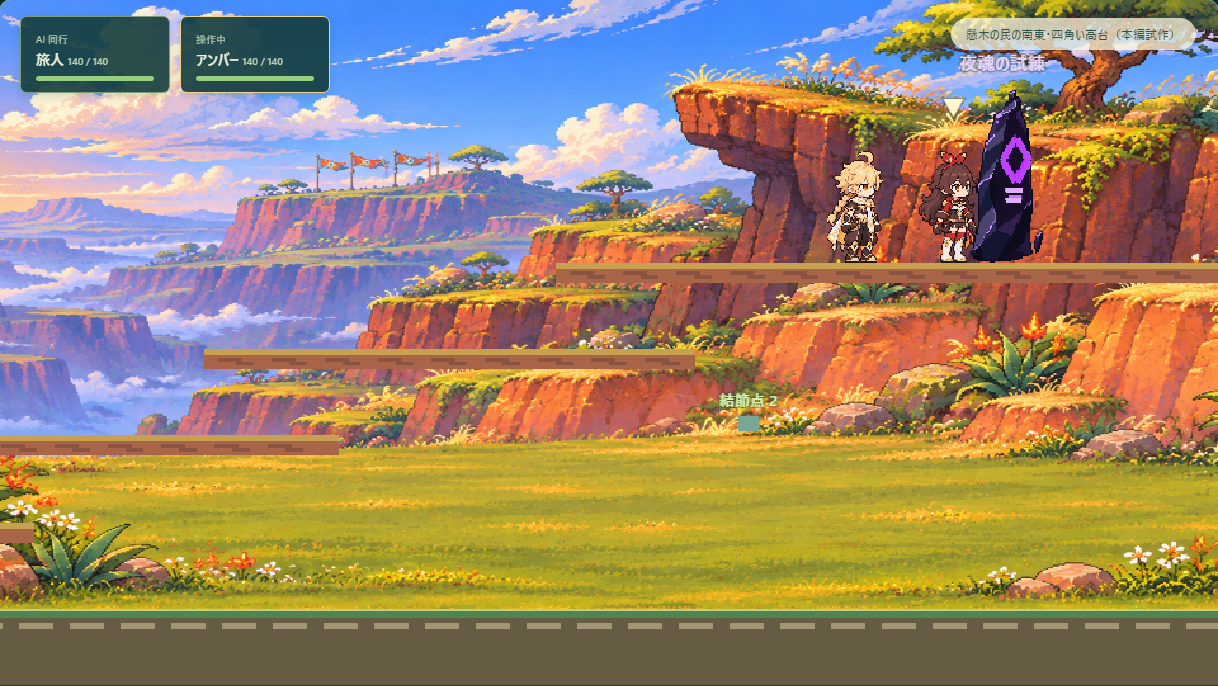 AI 同行
旅人 140 / 140
操作中
アンバー 140 / 140
懸木の民の南東・四角い高台（本編試作）
夜魂の試練
結節点 2